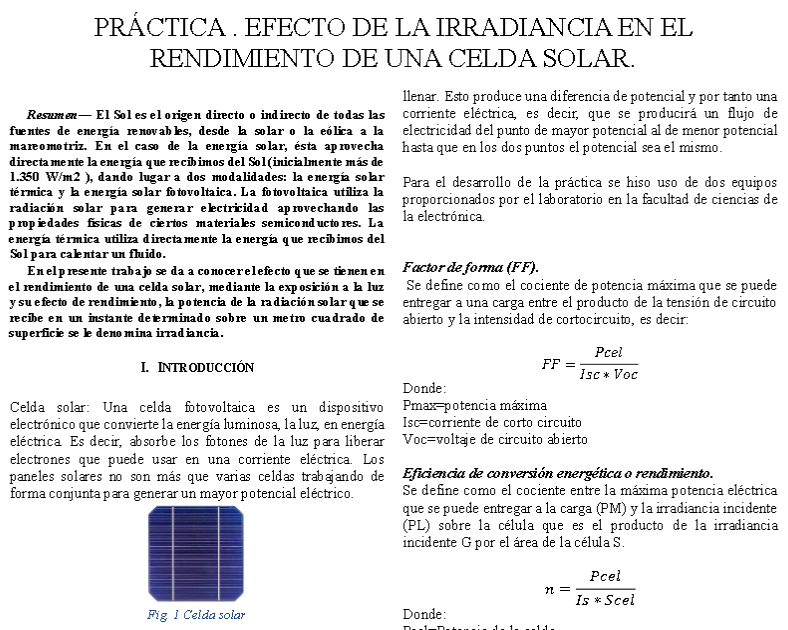 PRÁCTICA . EFECTO DE LA IRRADIANCIA EN EL
RENDIMIENTO DE UNA CELDA SOLAR.
Resumen— El Sol es el origen directo o indirecto de todas las
fuentes de energía renovables, desde la solar o la eólica a la
mareomotriz. En el caso de la energía solar, ésta aprovecha
directamente la energía que recibimos del Sol (inicialmente más de
1.350 W/m2 ), dando lugar a dos modalidades: la energía solar
térmica y la energía solar fotovoltaica. La fotovoltaica utiliza la
radiación solar para generar electricidad aprovechando las
propiedades físicas de ciertos materiales semiconductores. La
energía térmica utiliza directamente la energía que recibimos del
Sol para calentar un fluido.
En el presente trabajo se da a conocer el efecto que se tienen en
el rendimiento de una celda solar, mediante la exposición a la luz
y su efecto de rendimiento, la potencia de la radiación solar que se
recibe en un instante determinado sobre un metro cuadrado de
superficie se le denomina irradiancia.
I. INTRODUCCIÓN
Celda solar: Una celda fotovoltaica es un dispositivo
electrónico que convierte la energía luminosa, la luz, en energía
eléctrica. Es decir, absorbe los fotones de la luz para liberar
electrones que puede usar en una corriente eléctrica. Los
paneles solares no son más que varias celdas trabajando de
forma conjunta para generar un mayor potencial eléctrico.
Fig. 1 Celda solar
llenar. Esto produce una diferencia de potencial y por tanto una
corriente eléctrica, es decir, que se producirá un flujo de
electricidad del punto de mayor potencial al de menor potencial
hasta que en los dos puntos el potencial sea el mismo.
Para el desarrollo de la práctica se hiso uso de dos equipos
proporcionados por el laboratorio en la facultad de ciencias de
la electrónica.
Factor de forma (FF).
Se define como el cociente de potencia máxima que se puede
entregar a una carga entre el producto de la tensión de circuito
abierto y la intensidad de cortocircuito, es decir:
FF = Pcel / Isc ∗ Voc
Donde:
Pmax=potencia máxima
Isc=corriente de corto circuito
Voc=voltaje de circuito abierto
Eficiencia de conversión energética o rendimiento.
Se define como el cociente entre la máxima potencia eléctrica
que se puede entregar a la carga (PM) y la irradiancia incidente
(PL) sobre la célula que es el producto de la irradiancia
incidente G por el área de la célula S.
n = Pcel / Is ∗ Scel
Donde: